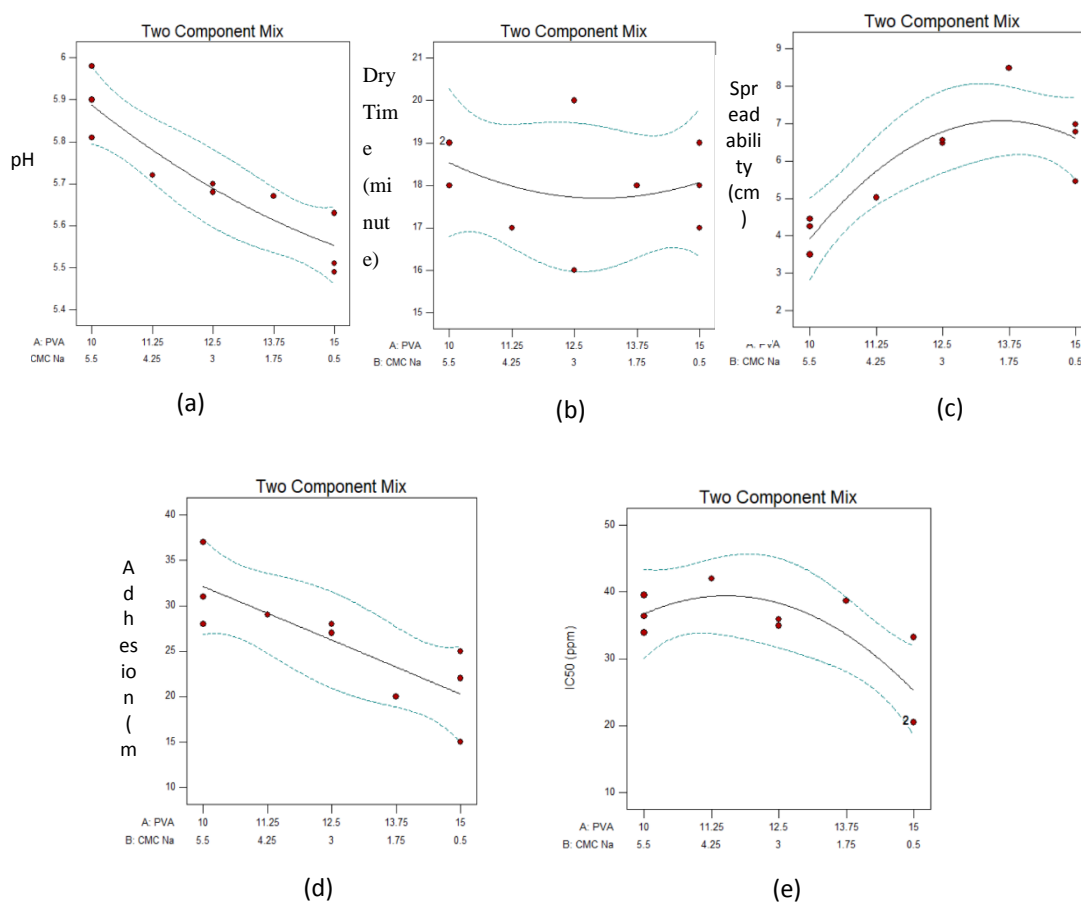 Two Component Mix
pH
6
5.9
5.8
5.7
5.6
5.5
5.4
A: PVA 10 11.25 12.5 13.75 15
CMC Na 5.5 4.25 3 1.75 0.5
(a)
Two Component Mix
Dry
Tim
e
(mi
nut
e)
21
20
19
18
17
16
15
2
A: PVA 10 11.25 12.5 13.75 15
B: CMC Na 5.5 4.25 3 1.75 0.5
(b)
Two Component Mix
Spr
ead
abili
ty
(cm
)
9
8
7
6
5
4
3
2
A: PVA 10 11.25 12.5 13.75 15
B: CMC Na 5.5 4.25 3 1.75 0.5
(c)
Two Component Mix
A
dh
es
io
n
(
m
40
35
30
25
20
15
10
A: PVA 10 11.25 12.5 13.75 15
B: CMC Na 5.5 4.25 3 1.75 0.5
(d)
Two Component Mix
IC50 (ppm)
50
40
30
20
10
2
A: PVA 10 11.25 12.5 13.75 15
B: CMC Na 5.5 4.25 3 1.75 0.5
(e)